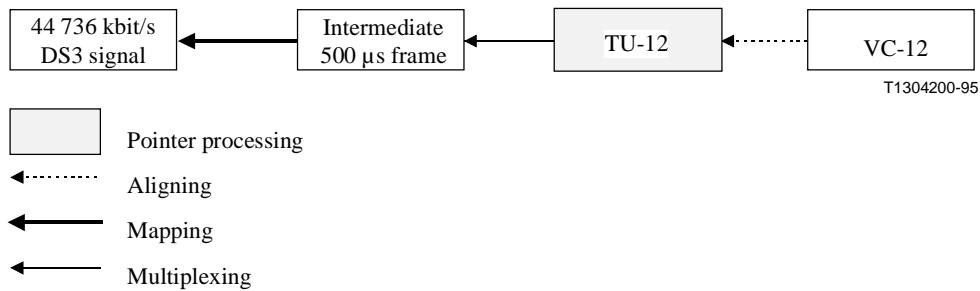 44 736 kbit/s
DS3 signal
Intermediate
500 µs frame
TU-12
VC-12
T1304200-95
Pointer processing
Aligning
Mapping
Multiplexing